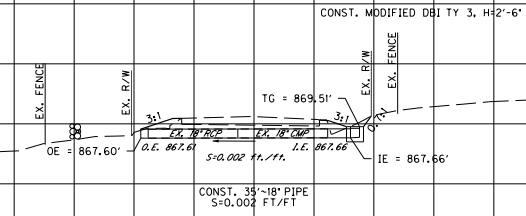 CONST. MODIFIED DBI TY 3, H=2'-6"
EX. FENCE
EX. R/W
EX. R/W
EX. FENCE
TG = 869.51'
3:1
3:1
0.7:1
EX. 18" RCP
EX. 18" CMP
OE = 867.60'
O.E. 867.61
I.E. 867.66
IE = 867.66'
S=0.002 ft./ft.
CONST. 35'~18" PIPE
S=0.002 FT/FT